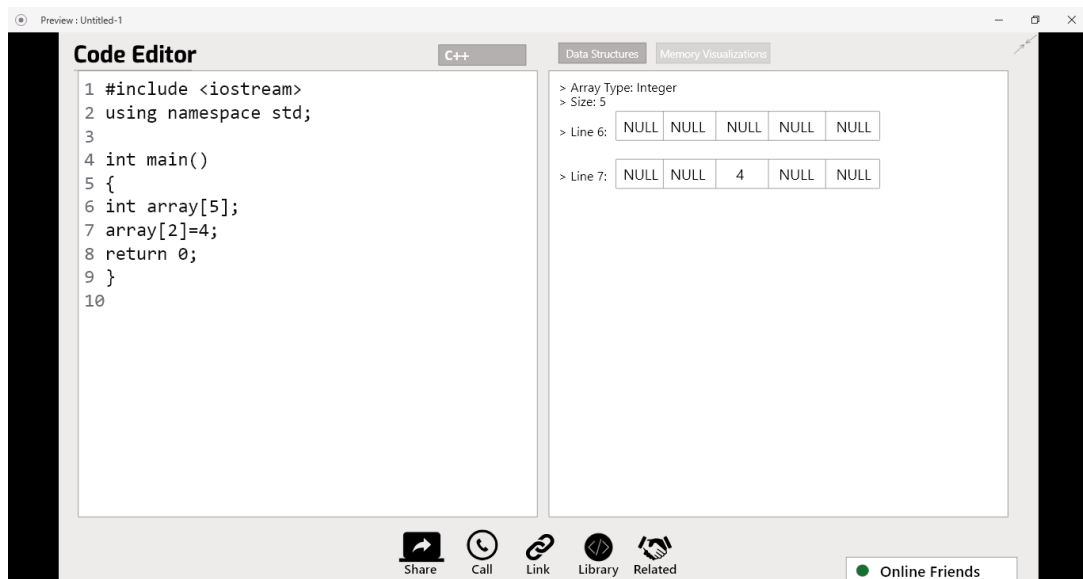 Preview : Untitled-1
Code Editor
C++
1 #include <iostream>
2 using namespace std;
3
4 int main()
5 {
6 int array[5];
7 array[2]=4;
8 return 0;
9 }
10
Data Structures Memory Visualizations
> Array Type: Integer
> Size: 5
> Line 6: NULL NULL NULL NULL NULL
> Line 7: NULL NULL 4 NULL NULL
Share Call Link Library Related
Online Friends